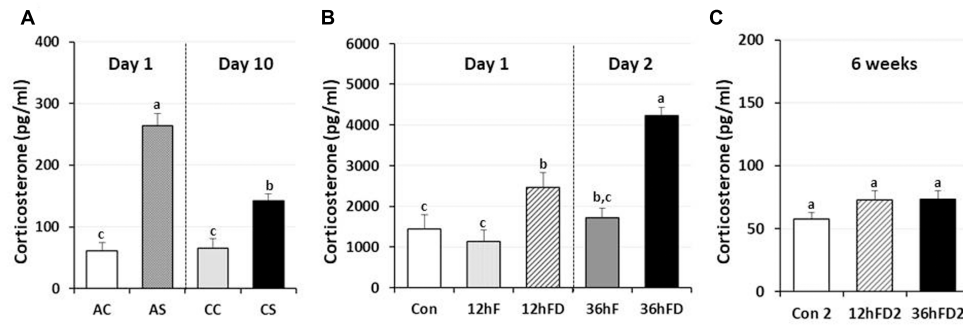 A
Corticosterone (pg/ml)
400
300
200
100
0
Day 1
Day 10
c
a
c
b
AC AS CC CS
B
Corticosterone (pg/ml)
6000
5000
4000
3000
2000
1000
0
Day 1
Day 2
c
c
b
b,c
a
Con 12hF 12hFD 36hF 36hFD
C
Corticosterone (pg/ml)
200
150
100
50
0
6 weeks
a
a
a
Con 2 12hFD2 36hFD2